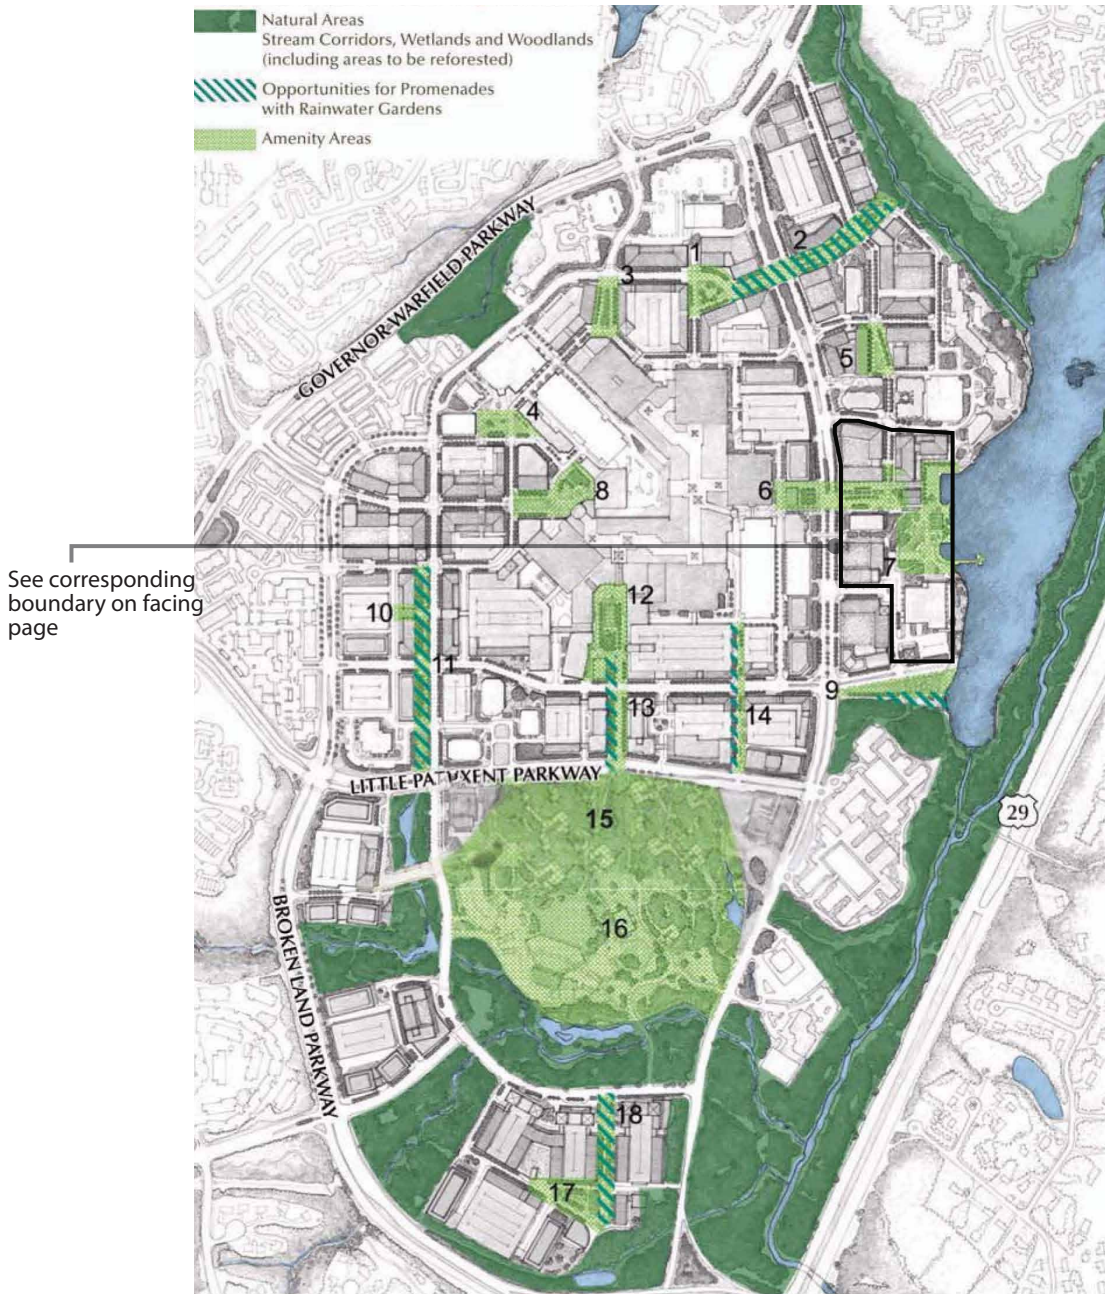 Natural Areas
Stream Corridors, Wetlands and Woodlands
(including areas to be reforested)
Opportunities for Promenades
with Rainwater Gardens
Amenity Areas
GOVERNOR WARFIELD PARKWAY
1
2
3
4
5
6
7
8
See corresponding
boundary on facing
page
9
10
11
12
13
14
LITTLE PATUXENT PARKWAY
15
29
16
BROKEN LAND PARKWAY
18
17